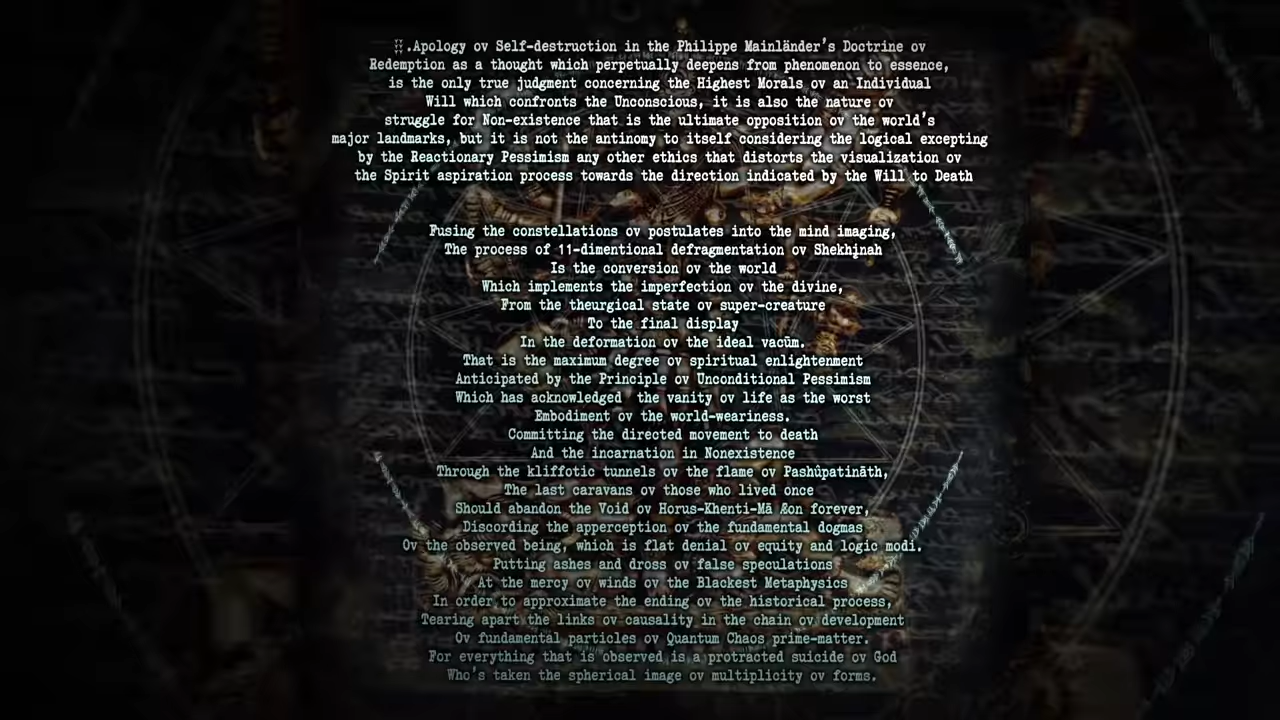 .Apology ov Self-destruction in the Philippe Mainländer's Doctrine ov
Redemption as a thought which perpetually deepens from phenomenon to essence,
is the only true judgment concerning the Highest Morals ov an Individual
Will which confronts the Unconscious, it is also the nature ov
struggle for Non-existence that is the ultimate opposition ov the world's
major landmarks, but it is not the antinomy to itself considering the logical excepting
by the Reactionary Pessimism any other ethics that distorts the visualization ov
the Spirit aspiration process towards the direction indicated by the Will to Death
Fusing the constellations ov postulates into the mind imaging,
The process of 11-dimentional defragmentation ov Shekhįnah
Is the conversion ov the world
Which implements the imperfection ov the divine,
From the theurgical state ov super-creature
To the final display
In the deformation ov the ideal vacūm.
That is the maximum degree ov spiritual enlightenment
Anticipated by the Principle ov Unconditional Pessimism
Which has acknowledged the vanity ov life as the worst
Embodiment ov the world-weariness.
Committing the directed movement to death
And the incarnation in Nonexistence
Through the kliffotic tunnels ov the flame ov Pashûpatināth,
The last caravans ov those who lived once
Should abandon the Void ov Horus-Khenti-Mā Æon forever,
Discording the apperception ov the fundamental dogmas
Ov the observed being, which is flat denial ov equity and logic modi.
Putting ashes and dross ov false speculations
At the mercy ov winds ov the Blackest Metaphysics
In order to approximate the ending ov the historical process,
Tearing apart the links ov causality in the chain ov development
Ov fundamental particles ov Quantum Chaos prime-matter.
For everything that is observed is a protracted suicide ov God
Who's taken the spherical image ov multiplicity ov forms.